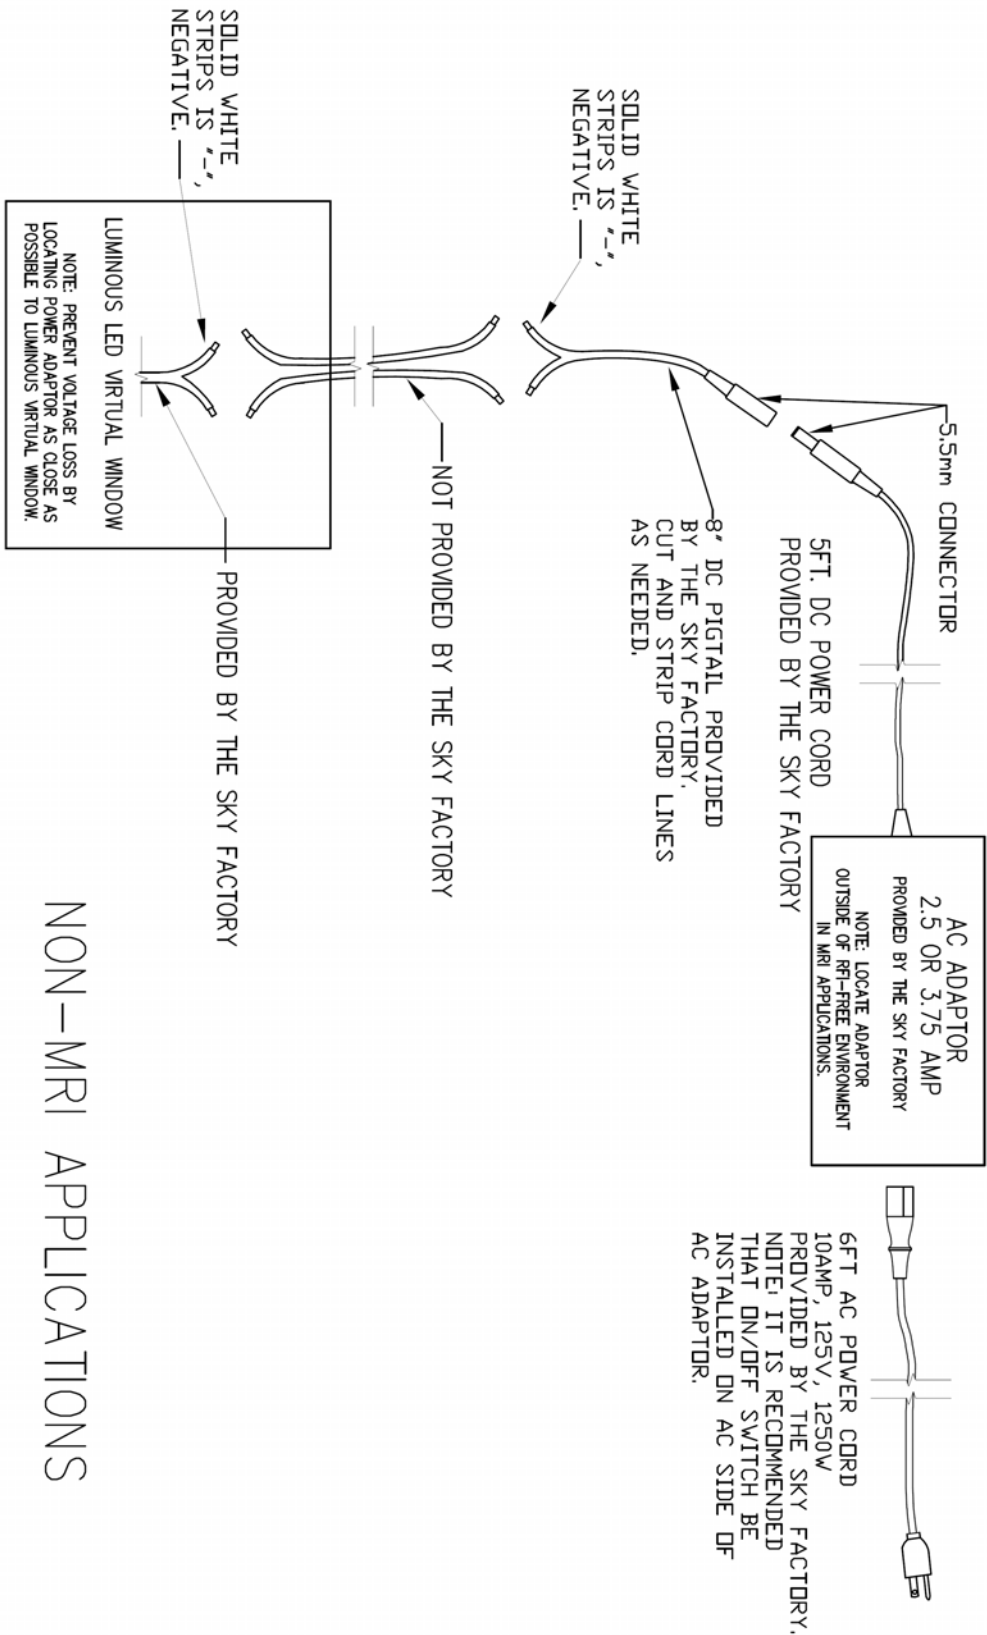 SOLID WHITE
STRIPS IS "-",
NEGATIVE.
SOLID WHITE
STRIPS IS "-",
NEGATIVE.
5.5mm CONNECTOR
5FT. DC POWER CORD
PROVIDED BY THE SKY FACTORY
8" DC PIGTAIL PROVIDED
BY THE SKY FACTORY.
CUT AND STRIP CORD LINES
AS NEEDED.
NOT PROVIDED BY THE SKY FACTORY
PROVIDED BY THE SKY FACTORY
LUMINOUS LED VIRTUAL WINDOW
NOTE: PREVENT VOLTAGE LOSS BY
LOCATING POWER ADAPTOR AS CLOSE AS
POSSIBLE TO LUMINOUS VIRTUAL WINDOW.
AC ADAPTOR
2.5 OR 3.75 AMP
PROVIDED BY THE SKY FACTORY
NOTE: LOCATE ADAPTOR
OUTSIDE OF RFI-FREE ENVIRONMENT
IN MRI APPLICATIONS.
6FT AC POWER CORD
10AMP, 125V, 1250W
PROVIDED BY THE SKY FACTORY.
NOTE: IT IS RECOMMENDED
THAT ON/OFF SWITCH BE
INSTALLED ON AC SIDE OF
AC ADAPTOR.
NON-MRI APPLICATIONS